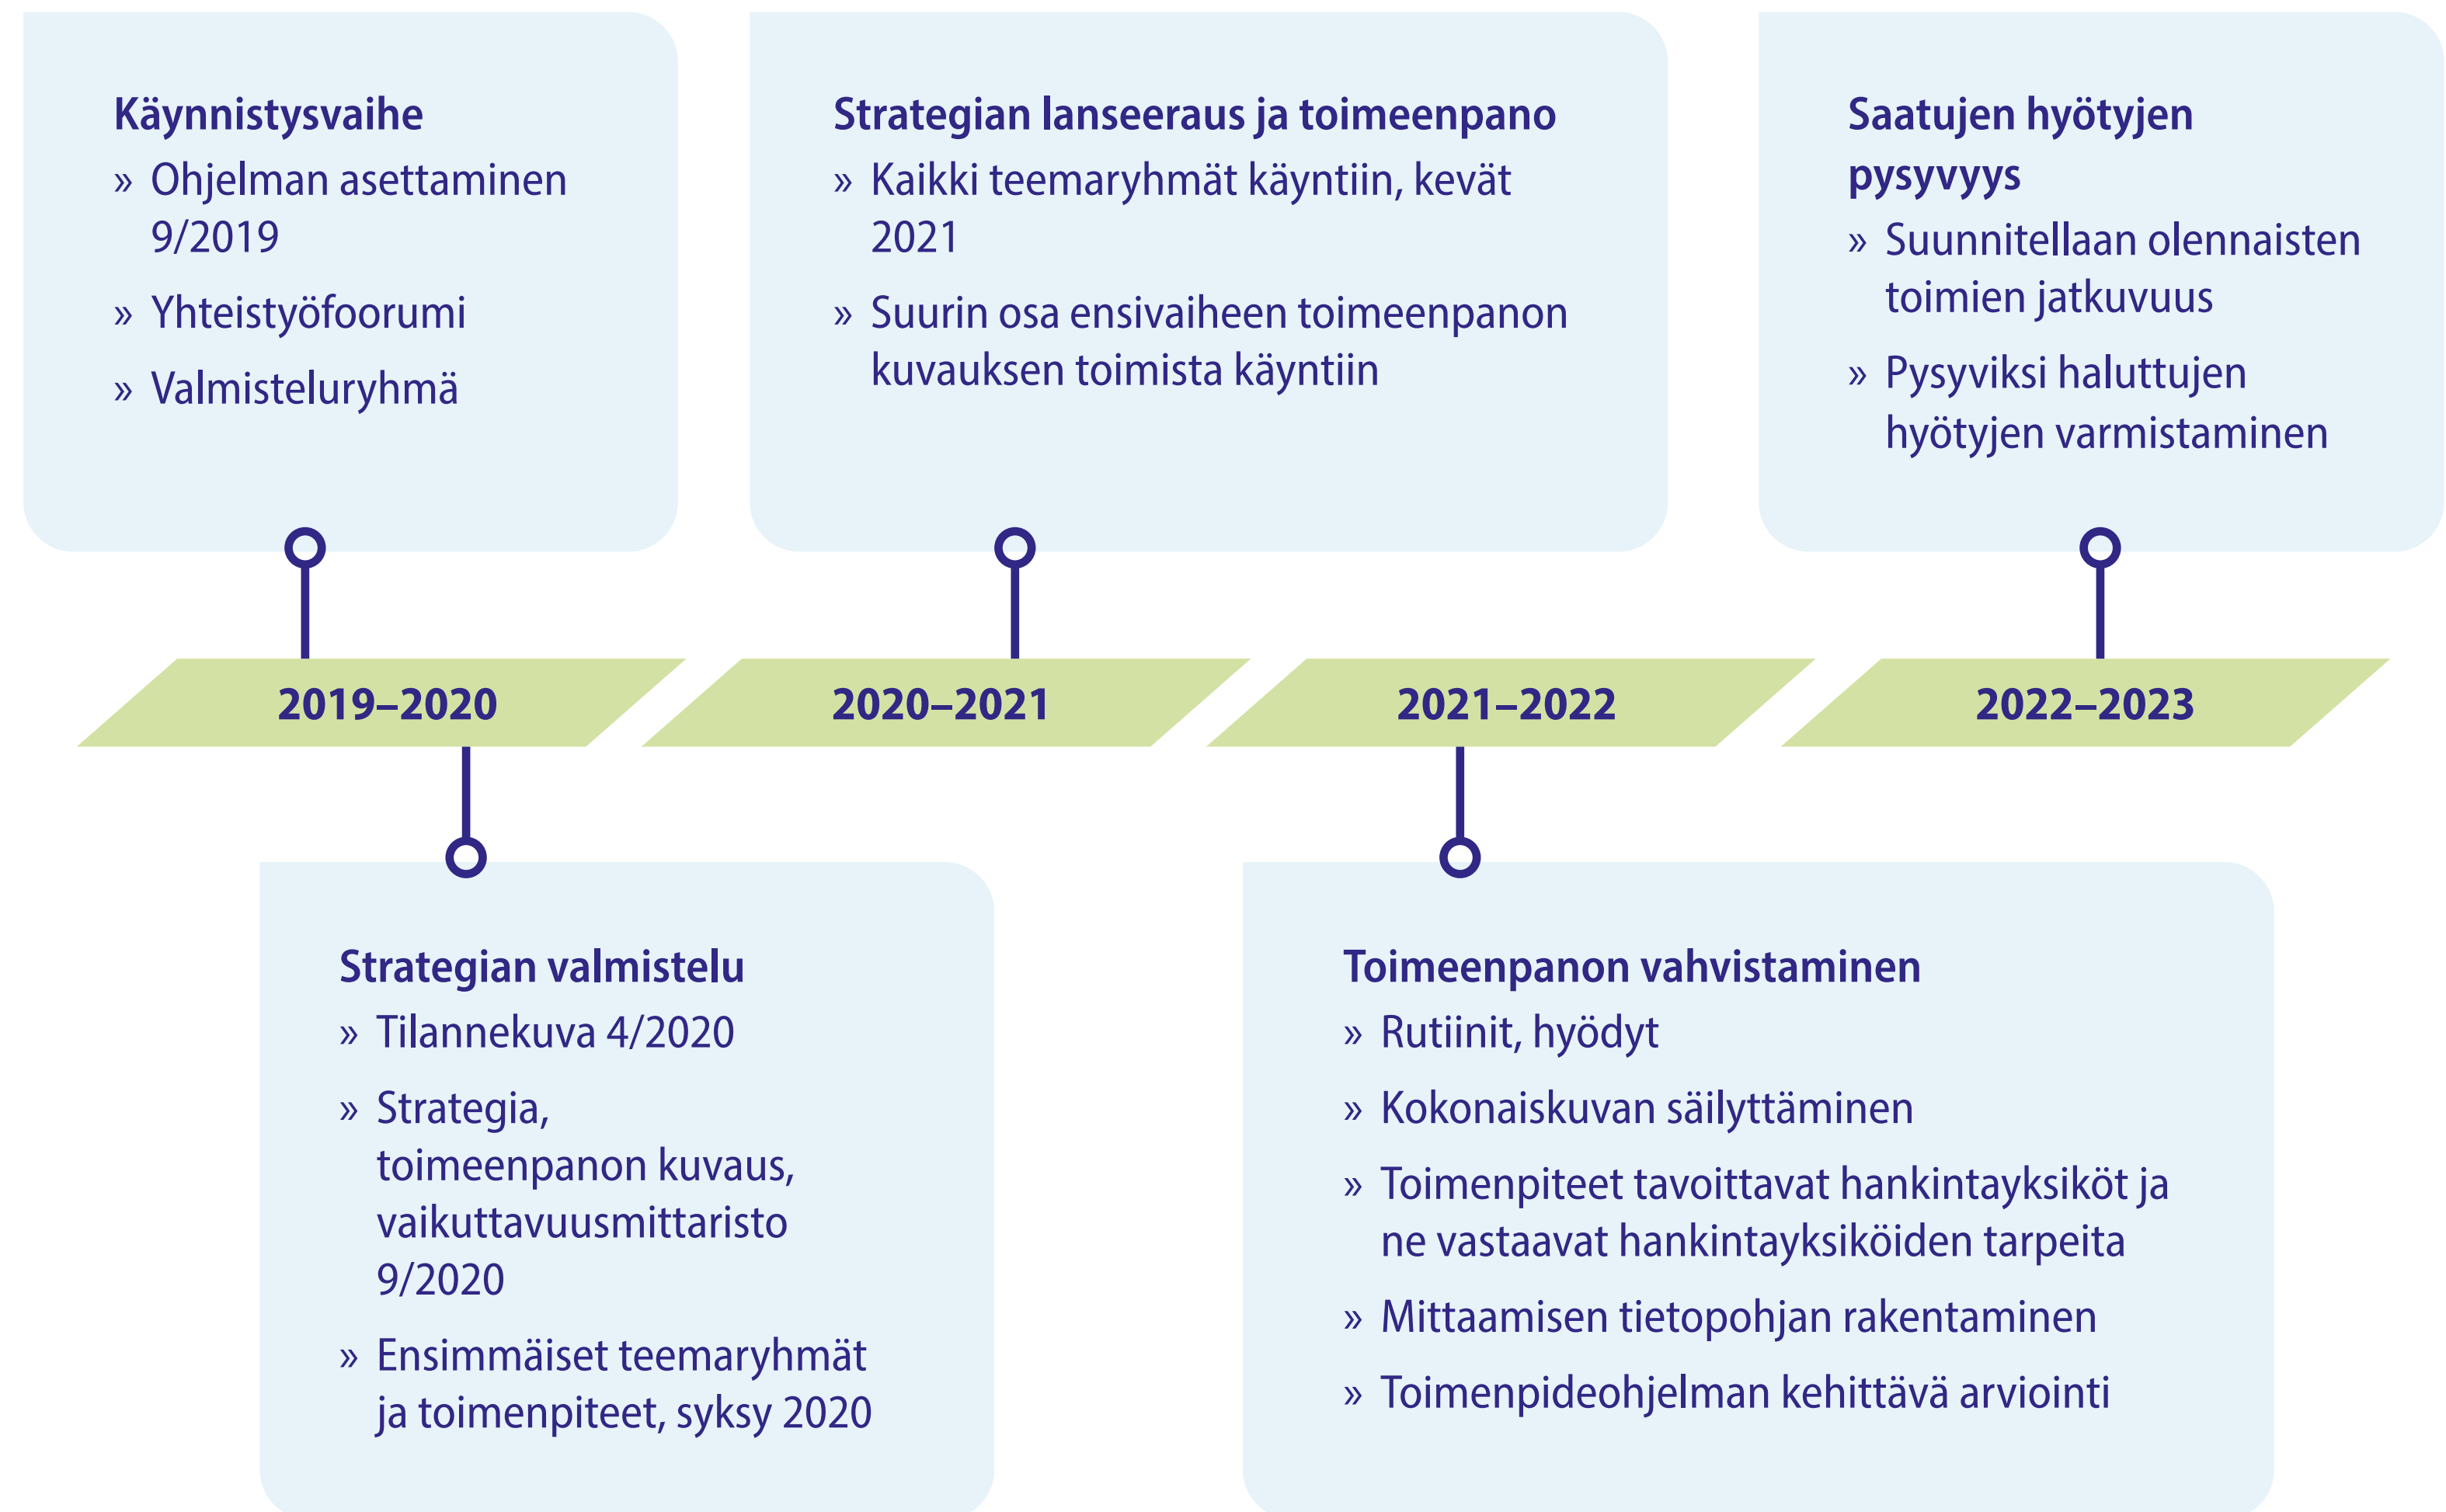 Käynnistysvaihe
» Ohjelman asettaminen
9/2019
» Yhteistyöfoorumi
» Valmisteluryhmä
Strategian lanseeraus ja toimeenpano
» Kaikki teemaryhmät käyntiin, kevät
2021
» Suurin osa ensivaiheen toimeenpanon
kuvauksen toimista käyntiin
Saatujen hyötyjen
pysyvyys
» Suunnitellaan olennaisten
toimien jatkuvuus
» Pysyviksi haluttujen
hyötyjen varmistaminen
2019–2020
2020–2021
2021–2022
2022–2023
Strategian valmistelu
» Tilannekuva 4/2020
» Strategia,
toimeenpanon kuvaus,
vaikuttavuusmittaristo
9/2020
» Ensimmäiset teemaryhmät
ja toimenpiteet, syksy 2020
Toimeenpanon vahvistaminen
» Rutiinit, hyödyt
» Kokonaiskuvan säilyttäminen
» Toimenpiteet tavoittavat hankintayksiköt ja
ne vastaavat hankintayksiköiden tarpeita
» Mittaamisen tietopohjan rakentaminen
» Toimenpideohjelman kehittävä arviointi